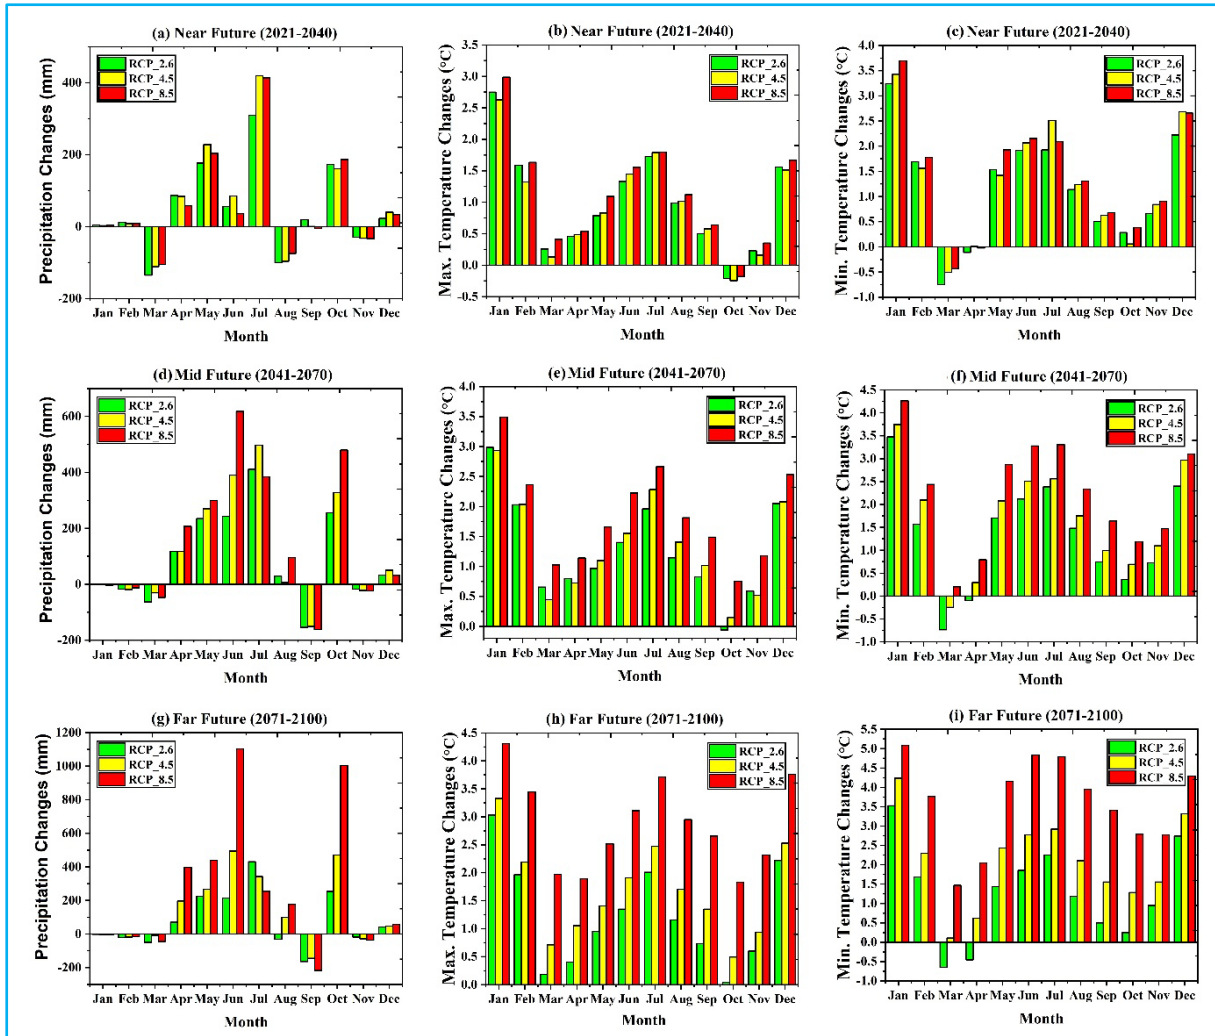 (a) Near Future (2021-2040)
Precipitation Changes (mm)
400
200
0
-200
RCP_2.6
RCP_4.5
RCP_8.5
Jan Feb Mar Apr May Jun Jul Aug Sep Oct Nov Dec
Month
(b) Near Future (2021-2040)
Max. Temperature Changes (°C)
3.5
3.0
2.5
2.0
1.5
1.0
0.5
0.0
-0.5
RCP_2.6
RCP_4.5
RCP_8.5
Jan Feb Mar Apr May Jun Jul Aug Sep Oct Nov Dec
Month
(c) Near Future (2021-2040)
Min. Temperature Changes (°C)
4.0
3.5
3.0
2.5
2.0
1.5
1.0
0.5
0.0
-0.5
-1.0
RCP_2.6
RCP_4.5
RCP_8.5
Jan Feb Mar Apr May Jun Jul Aug Sep Oct Nov Dec
Month
(d) Mid Future (2041-2070)
Precipitation Changes (mm)
600
400
200
0
-200
RCP_2.6
RCP_4.5
RCP_8.5
Jan Feb Mar Apr May Jun Jul Aug Sep Oct Nov Dec
Month
(e) Mid Future (2041-2070)
Max. Temperature Changes (°C)
4.0
3.5
3.0
2.5
2.0
1.5
1.0
0.5
0.0
RCP_2.6
RCP_4.5
RCP_8.5
Jan Feb Mar Apr May Jun Jul Aug Sep Oct Nov Dec
Month
(f) Mid Future (2041-2070)
Min. Temperature Changes (°C)
4.5
4.0
3.5
3.0
2.5
2.0
1.5
1.0
0.5
0.0
-0.5
-1.0
RCP_2.6
RCP_4.5
RCP_8.5
Jan Feb Mar Apr May Jun Jul Aug Sep Oct Nov Dec
Month
(g) Far Future (2071-2100)
Precipitation Changes (mm)
1200
1000
800
600
400
200
0
-200
RCP_2.6
RCP_4.5
RCP_8.5
Jan Feb Mar Apr May Jun Jul Aug Sep Oct Nov Dec
Month
(h) Far Future (2071-2100)
Max. Temperature Changes (°C)
4.5
4.0
3.5
3.0
2.5
2.0
1.5
1.0
0.5
0.0
RCP_2.6
RCP_4.5
RCP_8.5
Jan Feb Mar Apr May Jun Jul Aug Sep Oct Nov Dec
Month
(i) Far Future (2071-2100)
Min. Temperature Changes (°C)
5.5
5.0
4.5
4.0
3.5
3.0
2.5
2.0
1.5
1.0
0.5
0.0
-0.5
-1.0
RCP_2.6
RCP_4.5
RCP_8.5
Jan Feb Mar Apr May Jun Jul Aug Sep Oct Nov Dec
Month